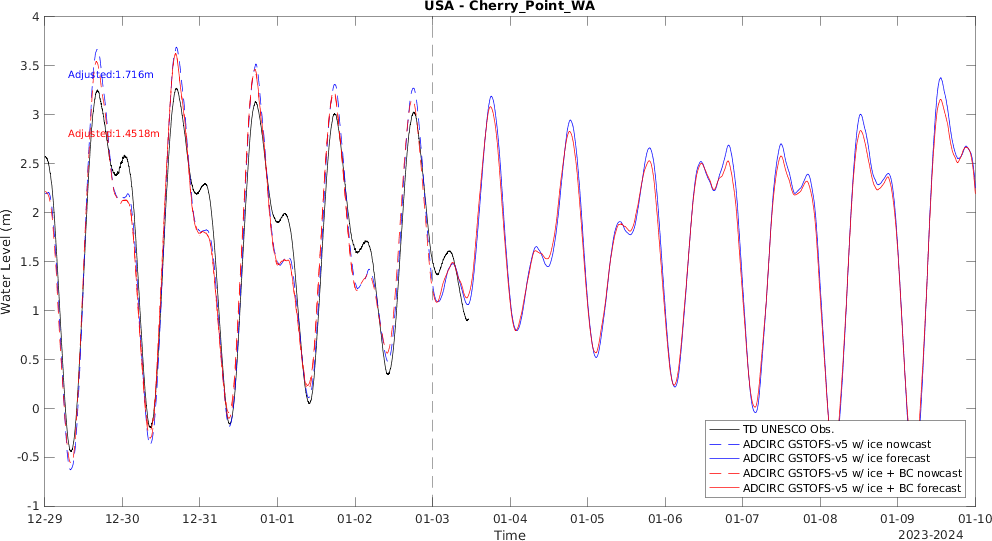 USA - Cherry_Point_WA
4
3.5
3
2.5
2
1.5
1
0.5
0
-0.5
-1
Water Level (m)
Adjusted:1.716m
Adjusted:1.4518m
TD UNESCO Obs.
ADCIRC GSTOFS-v5 w/ ice nowcast
ADCIRC GSTOFS-v5 w/ ice forecast
ADCIRC GSTOFS-v5 w/ ice + BC nowcast
ADCIRC GSTOFS-v5 w/ ice + BC forecast
12-29 12-30 12-31 01-01 01-02 01-03 01-04 01-05 01-06 01-07 01-08 01-09 01-10
Time
2023-2024